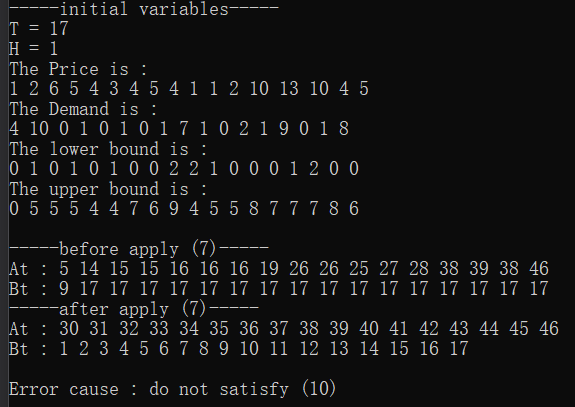 -----initial variables-----
T = 17
H = 1
The Price is :
1 2 6 5 4 3 4 5 4 1 1 2 10 13 10 4 5
The Demand is :
4 10 0 1 0 1 0 1 7 1 0 2 1 9 0 1 8
The lower bound is :
0 1 0 1 0 1 0 0 2 2 1 0 0 0 1 2 0 0
The upper bound is :
0 5 5 5 4 4 7 6 9 4 5 5 8 7 7 7 8 6
-----before apply (7)-----
At : 5 14 15 15 16 16 16 19 26 26 25 27 28 38 39 38 46
Bt : 9 17 17 17 17 17 17 17 17 17 17 17 17 17 17 17 17
-----after apply (7)-----
At : 30 31 32 33 34 35 36 37 38 39 40 41 42 43 44 45 46
Bt : 1 2 3 4 5 6 7 8 9 10 11 12 13 14 15 16 17
Error cause : do not satisfy (10)